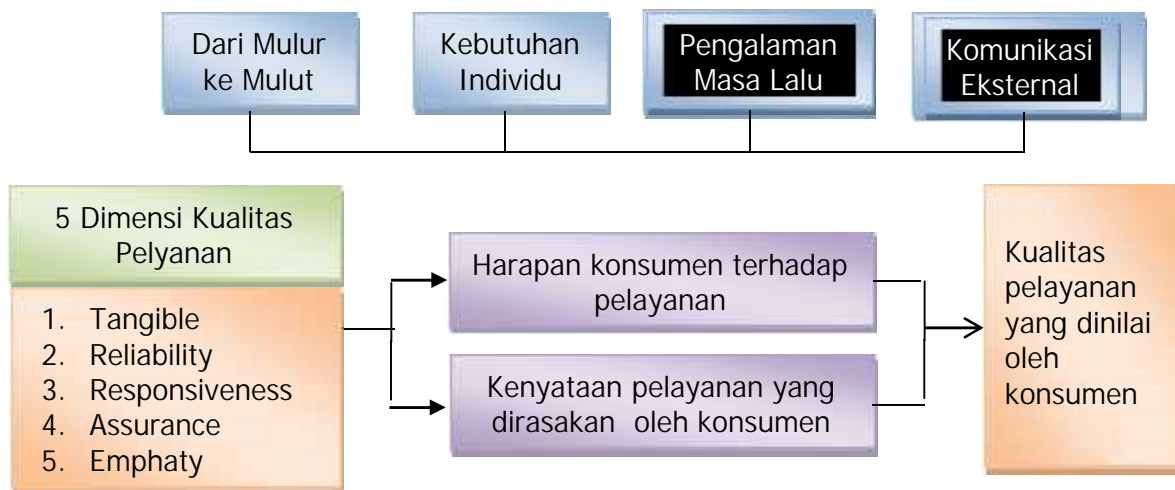 Dari Mulur
ke Mulut
Kebutuhan
Individu
Pengalaman
Masa Lalu
Komunikasi
Eksternal
5 Dimensi Kualitas
Pelyanan
1. Tangible
2. Reliability
3. Responsiveness
4. Assurance
5. Emphaty
Harapan konsumen terhadap
pelayanan
Kenyataan pelayanan yang
dirasakan oleh konsumen
Kualitas
pelayanan
yang dinilai
oleh
konsumen